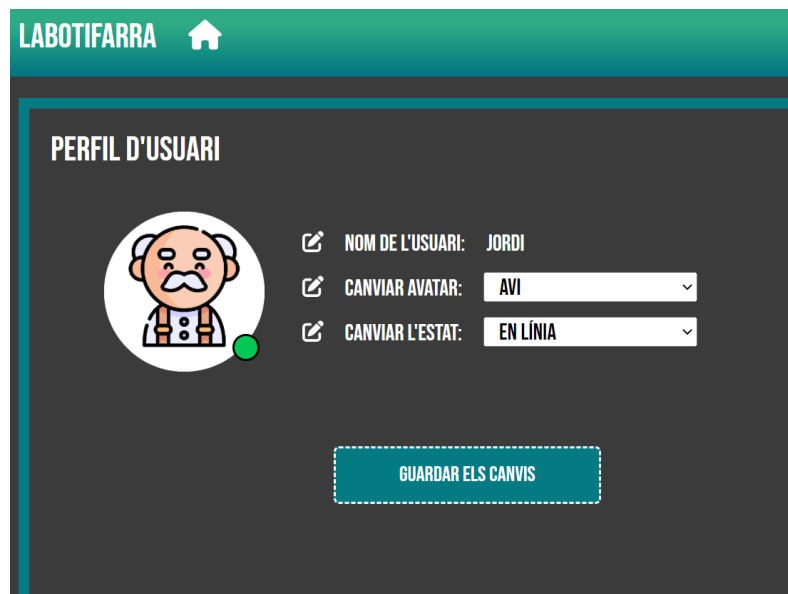 LABOTIFARRA
PERFIL D'USUARI
NOM DE L'USUARI: JORDI
CANVIAR AVATAR: AVI
CANVIAR L'ESTAT: EN LÍNIA
GUARDAR ELS CANVIS